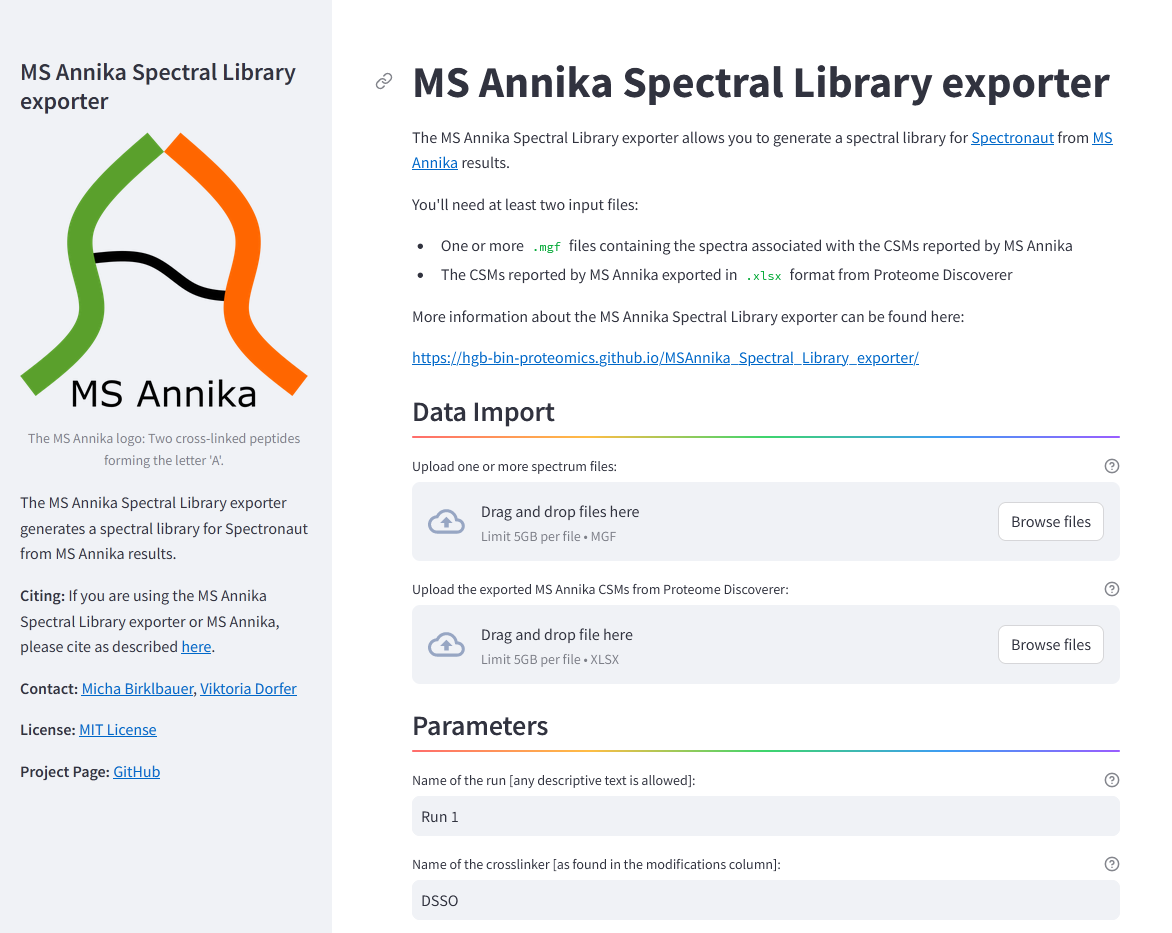 MS Annika Spectral Library
exporter
MS Annika
The MS Annika logo: Two cross-linked peptides
forming the letter 'A'.
The MS Annika Spectral Library exporter
generates a spectral library for Spectronaut
from MS Annika results.
Citing: If you are using the MS Annika
Spectral Library exporter or MS Annika,
please cite as described here.
Contact: Micha Birklbauer, Viktoria Dorfer
License: MIT License
Project Page: GitHub
MS Annika Spectral Library exporter
The MS Annika Spectral Library exporter allows you to generate a spectral library for Spectronaut from MS
Annika results.
You'll need at least two input files:
• One or more .mgf files containing the spectra associated with the CSMs reported by MS Annika
• The CSMs reported by MS Annika exported in .xlsx format from Proteome Discoverer
More information about the MS Annika Spectral Library exporter can be found here:
https://hgb-bin-proteomics.github.io/MSAnnika_Spectral_Library_exporter/
Data Import
Upload one or more spectrum files:
Drag and drop files here
Limit 5GB per file • MGF
Browse files
Upload the exported MS Annika CSMs from Proteome Discoverer:
Drag and drop file here
Limit 5GB per file • XLSX
Browse files
Parameters
Name of the run [any descriptive text is allowed]:
Run 1
Name of the crosslinker [as found in the modifications column]:
DSSO